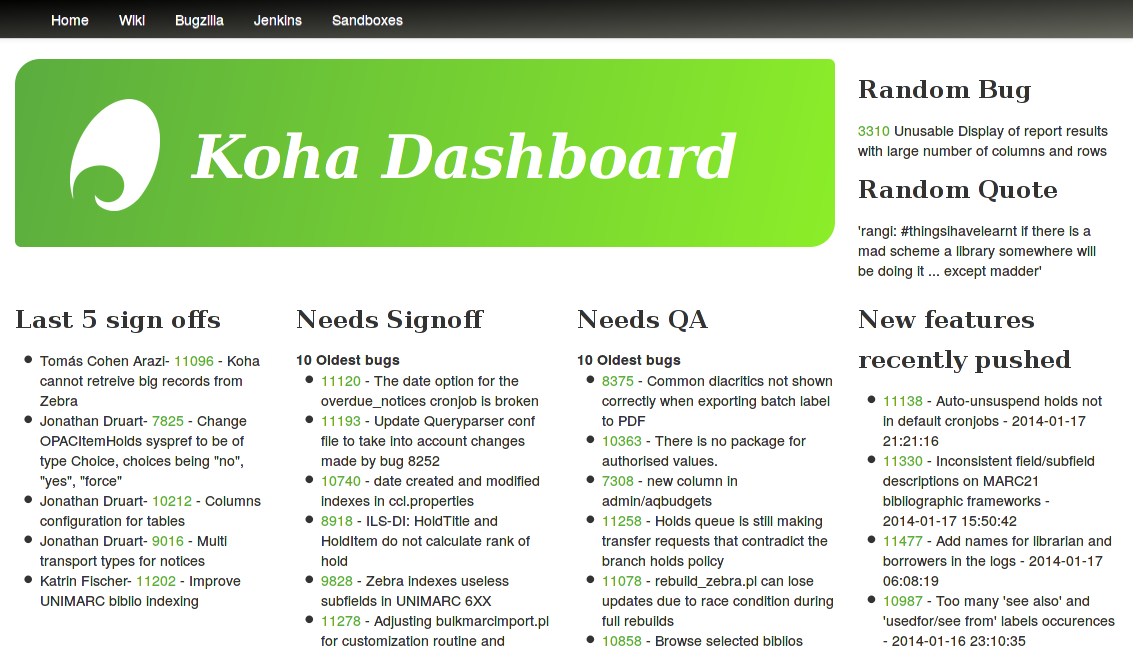 Home Wiki Bugzilla Jenkins Sandboxes
Koha Dashboard
Random Bug
3310 Unusable Display of report results
with large number of columns and rows
Random Quote
'rangi: #thingsihavelearnt if there is a
mad scheme a library somewhere will
be doing it ... except madder'
Last 5 sign offs
Tomás Cohen Arazi- 11096 - Koha
cannot retreive big records from
Zebra
Jonathan Druart- 7825 - Change
OPACItemHolds syspref to be of
type Choice, choices being "no",
"yes", "force"
Jonathan Druart- 10212 - Columns
configuration for tables
Jonathan Druart- 9016 - Multi
transport types for notices
Katrin Fischer- 11202 - Improve
UNIMARC biblio indexing
Needs Signoff
10 Oldest bugs
11120 - The date option for the
overdue_notices cronjob is broken
11193 - Update Queryparser conf
file to take into account changes
made by bug 8252
10740 - date created and modified
indexes in ccl.properties
8918 - ILS-DI: HoldTitle and
HoldItem do not calculate rank of
hold
9828 - Zebra indexes useless
subfields in UNIMARC 6XX
11278 - Adjusting bulkmarcimport.pl
for customization routine and
Needs QA
10 Oldest bugs
8375 - Common diacritics not shown
correctly when exporting batch label
to PDF
10363 - There is no package for
authorised values.
7308 - new column in
admin/aqbudgets
11258 - Holds queue is still making
transfer requests that contradict the
branch holds policy
11078 - rebuild_zebra.pl can lose
updates due to race condition during
full rebuilds
10858 - Browse selected biblios
New features
recently pushed
11138 - Auto-unsuspend holds not
in default cronjobs - 2014-01-17
21:21:16
11330 - Inconsistent field/subfield
descriptions on MARC21
bibliographic frameworks -
2014-01-17 15:50:42
11477 - Add names for librarian and
borrowers in the logs - 2014-01-17
06:08:19
10987 - Too many 'see also' and
'usedfor/see from' labels occurences
- 2014-01-16 23:10:35